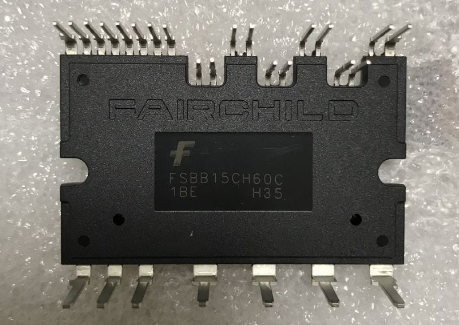 FAIRCHILD
F
FSBB15CH60C
1BE H35